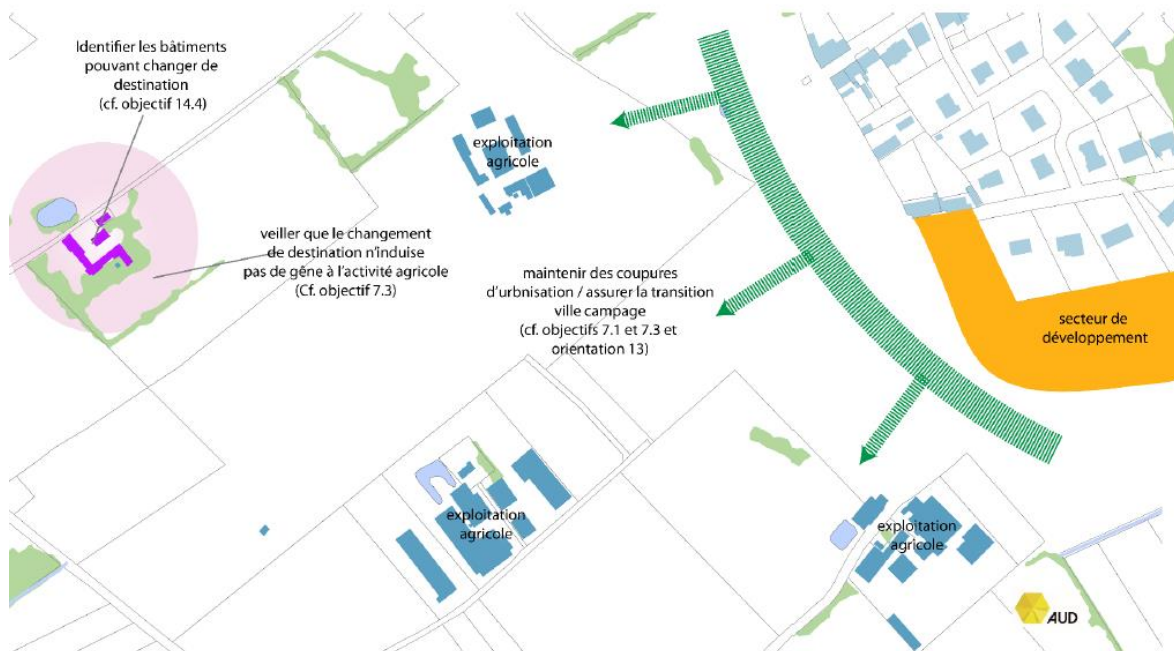 Identifier les bâtiments
pouvant changer de
destination
(cf. objectif 14.4)
exploitation
agricole
veiller que le changement
de destination n'induise
pas de gêne à l'activité agricole
(Cf. objectif 7.3)
maintenir des coupures
d'urbnisation / assurer la transition
ville campage
(cf. objectifs 7.1 et 7.3 et
orientation 13)
secteur de
développement
exploitation
agricole
exploitation
agricole
AUD